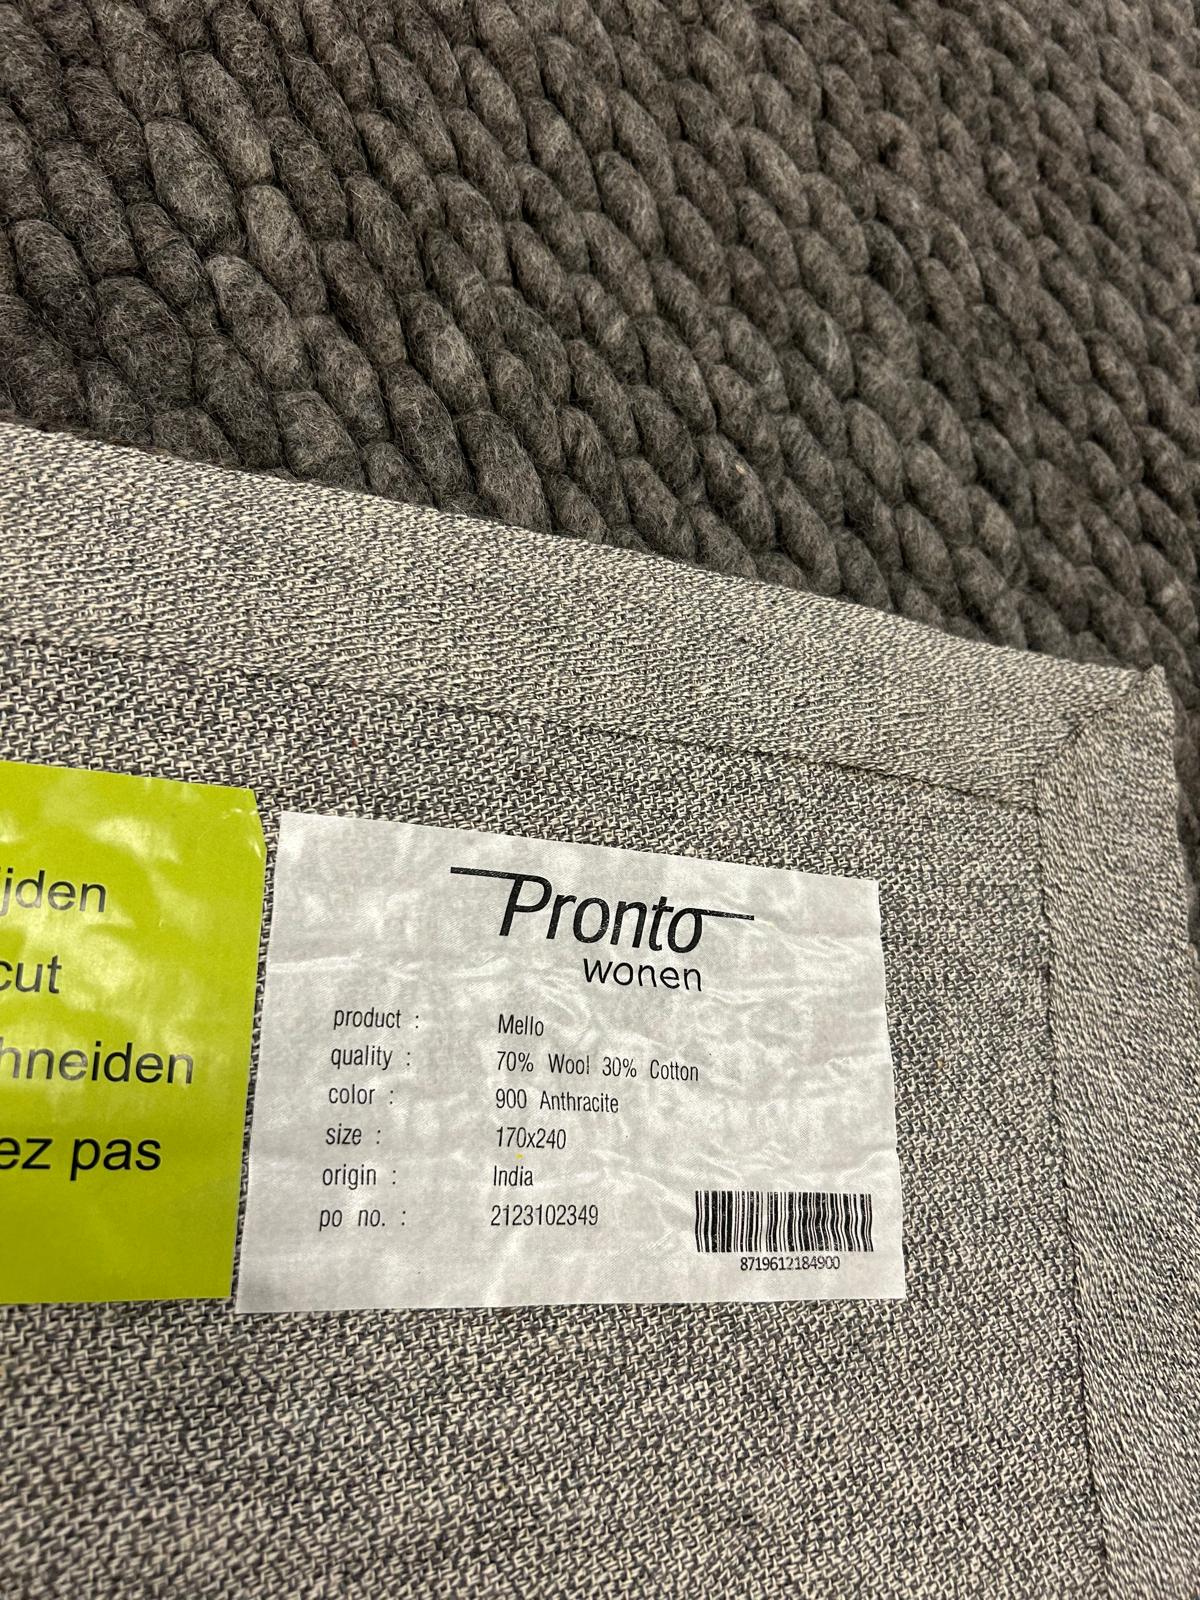 jden
cut
hneiden
ez pas
Pronto
wonen
product : Mello
quality : 70% Wool 30% Cotton
color : 900 Anthracite
size : 170x240
origin : India
po no. : 2123102349
8719612184900